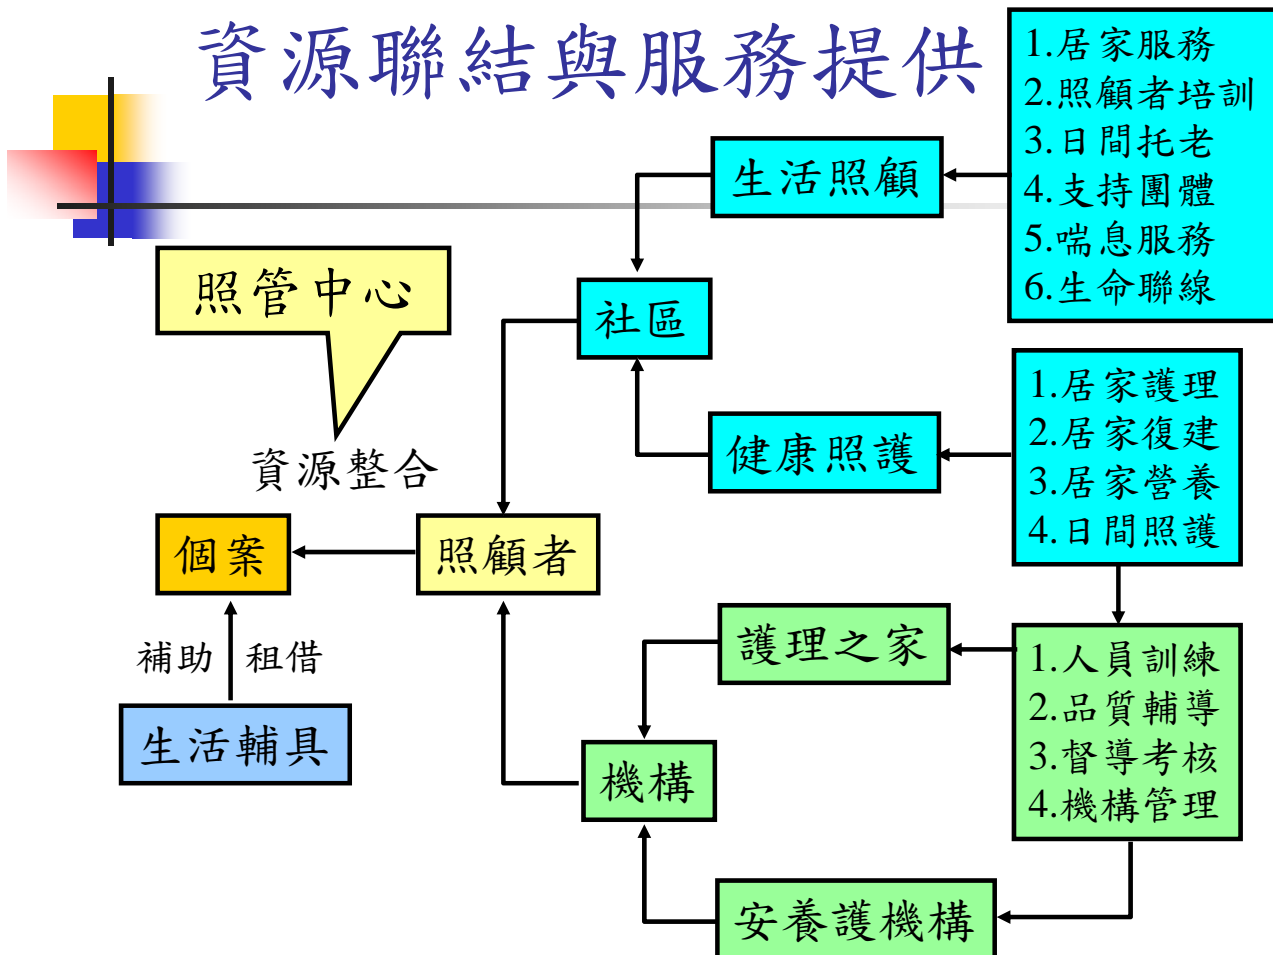 資源聯結與服務提供
1.居家服務
2.照顧者培訓
3.日間托老
4.支持團體
5.喘息服務
6.生命聯線
生活照顧
照管中心
社區
1.居家護理
2.居家復建
3.居家營養
4.日間照護
健康照護
資源整合
個案
照顧者
護理之家
1.人員訓練
2.品質輔導
3.督導考核
4.機構管理
補助 租借
生活輔具
機構
安養護機構